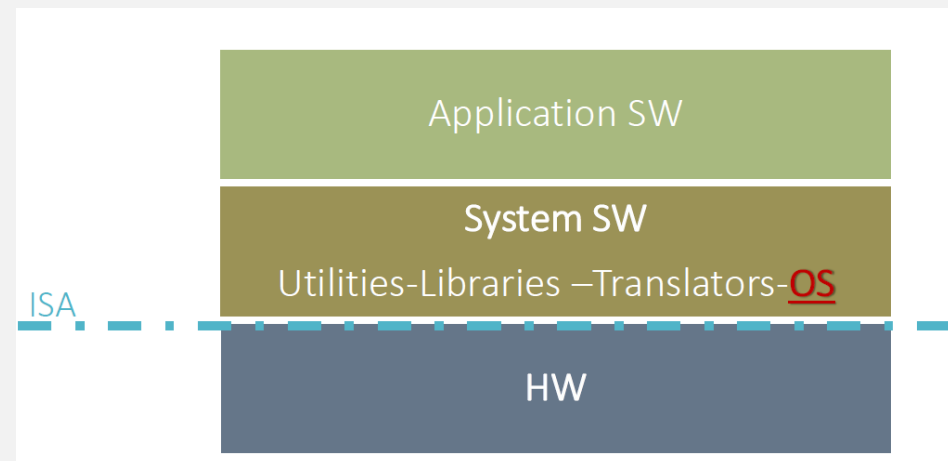 Application SW
System SW
Utilities-Libraries –Translators-OS
ISA
HW